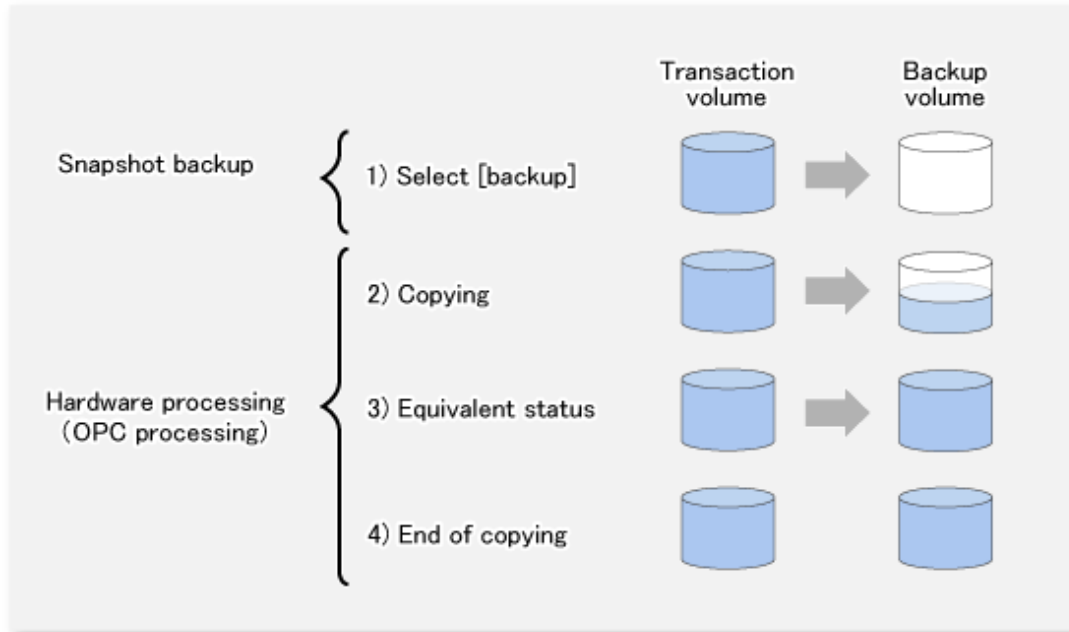 Transaction
volume
Backup
volume
Snapshot backup
1) Select [backup]
2) Copying
Hardware processing
(OPC processing)
3) Equivalent status
4) End of copying